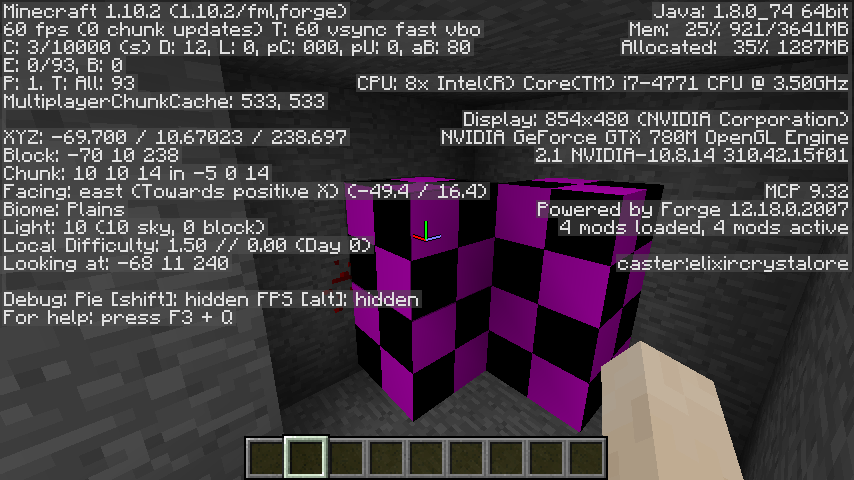 Minecraft 1.10.2 (1.10.2/fml,forge)
60 fps (0 chunk updates) T: 60 vsync fast vbo
C: 3/10000 (s) D: 12, L: 0, pC: 000, pU: 0, aB: 80
E: 0/93, B: 0
P: 1. T: All: 93
MultiplayerChunkCache: 533, 533
XYZ: -69.700 / 10.67023 / 238.697
Block: -70 10 238
Chunk: 10 10 14 in -5 0 14
Facing: east (Towards positive X) (-49.4 / 16.4)
Biome: Plains
Light: 10 (10 sky, 0 block)
Local Difficulty: 1.50 // 0.00 (Day 0)
Looking at: -68 11 240
Debug: Pie [shift]: hidden FPS [alt]: hidden
For help: press F3 + Q
Java: 1.8.0_74 64bit
Mem: 25% 921/3641MB
Allocated: 35% 1287MB
CPU: 8x Intel(R) Core(TM) i7-4771 CPU @ 3.50GHz
Display: 854x480 (NVIDIA Corporation)
NVIDIA GeForce GTX 780M OpenGL Engine
2.1 NVIDIA-10.8.14 310.42.15f01
MCP 9.32
Powered by Forge 12.18.0.2007
4 mods loaded, 4 mods active
caster:elixircrystalore